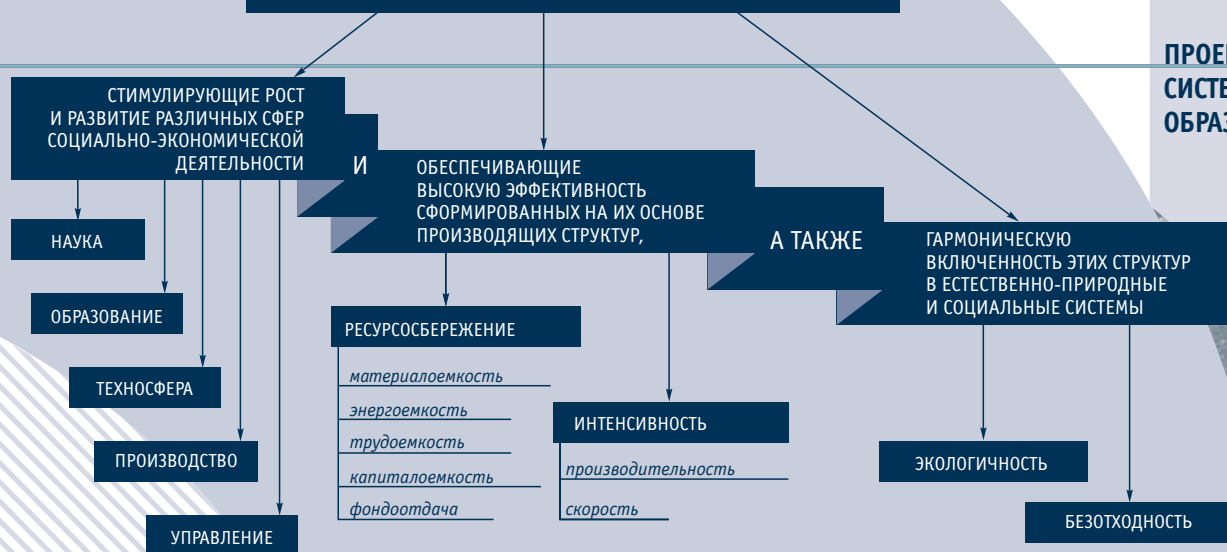 СТИМУЛИРУЮЩИЕ РОСТ
И РАЗВИТИЕ РАЗЛИЧНЫХ СФЕР
СОЦИАЛЬНО-ЭКОНОМИЧЕСКОЙ
ДЕЯТЕЛЬНОСТИ
И
ОБЕСПЕЧИВАЮЩИЕ
ВЫСОКУЮ ЭФФЕКТИВНОСТЬ
СФОРМИРОВАННЫХ НА ИХ ОСНОВЕ
ПРОИЗВОДЯЩИХ СТРУКТУР,
А ТАКЖЕ
ГАРМОНИЧЕСКУЮ
ВКЛЮЧЕННОСТЬ ЭТИХ СТРУКТУР
В ЕСТЕСТВЕННО-ПРИРОДНЫЕ
И СОЦИАЛЬНЫЕ СИСТЕМЫ
НАУКА
ОБРАЗОВАНИЕ
ТЕХНОСФЕРА
ПРОИЗВОДСТВО
УПРАВЛЕНИЕ
РЕСУРСОСБЕРЕЖЕНИЕ
материалоемкость
энергоемкость
трудоемкость
капиталоемкость
фондоотдача
ИНТЕНСИВНОСТЬ
производительность
скорость
ЭКОЛОГИЧНОСТЬ
БЕЗОТХОДНОСТЬ